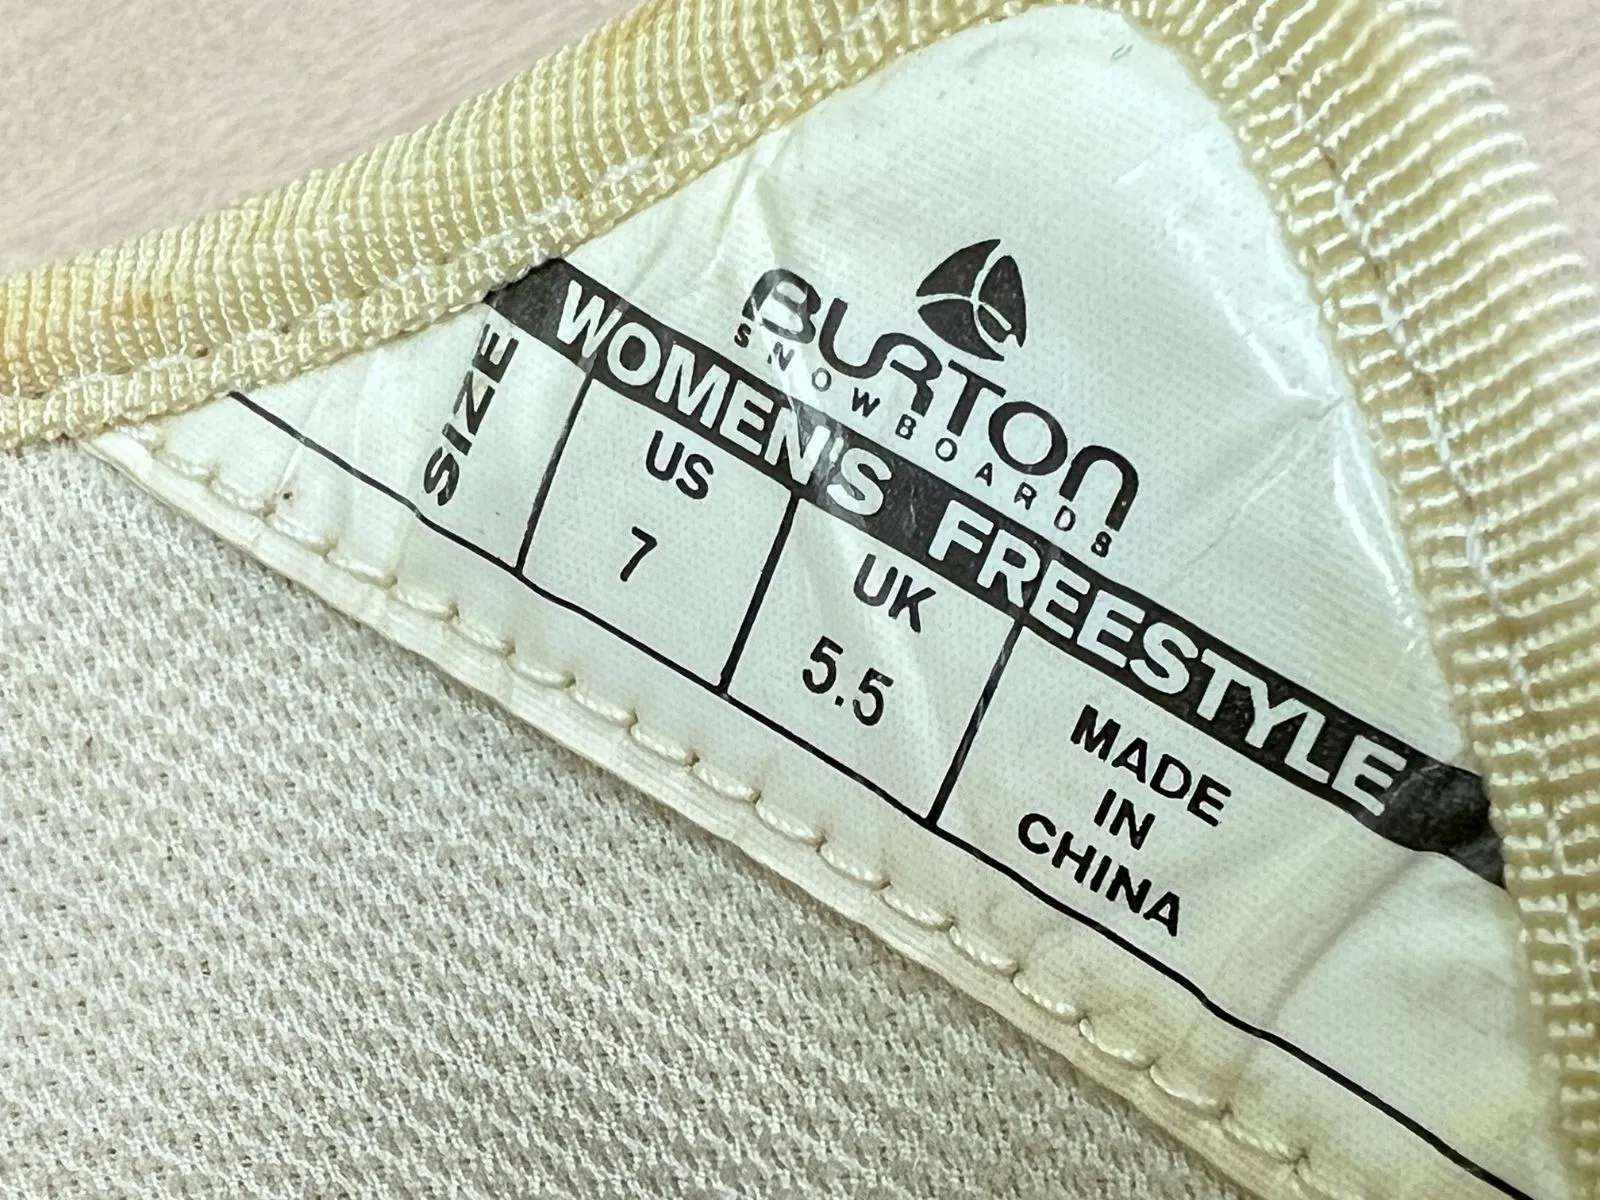 BURTON
SNOWBOARDS
WOMEN'S FREESTYLE
SIZE
US
7
UK
5.5
MADE
IN
CHINA